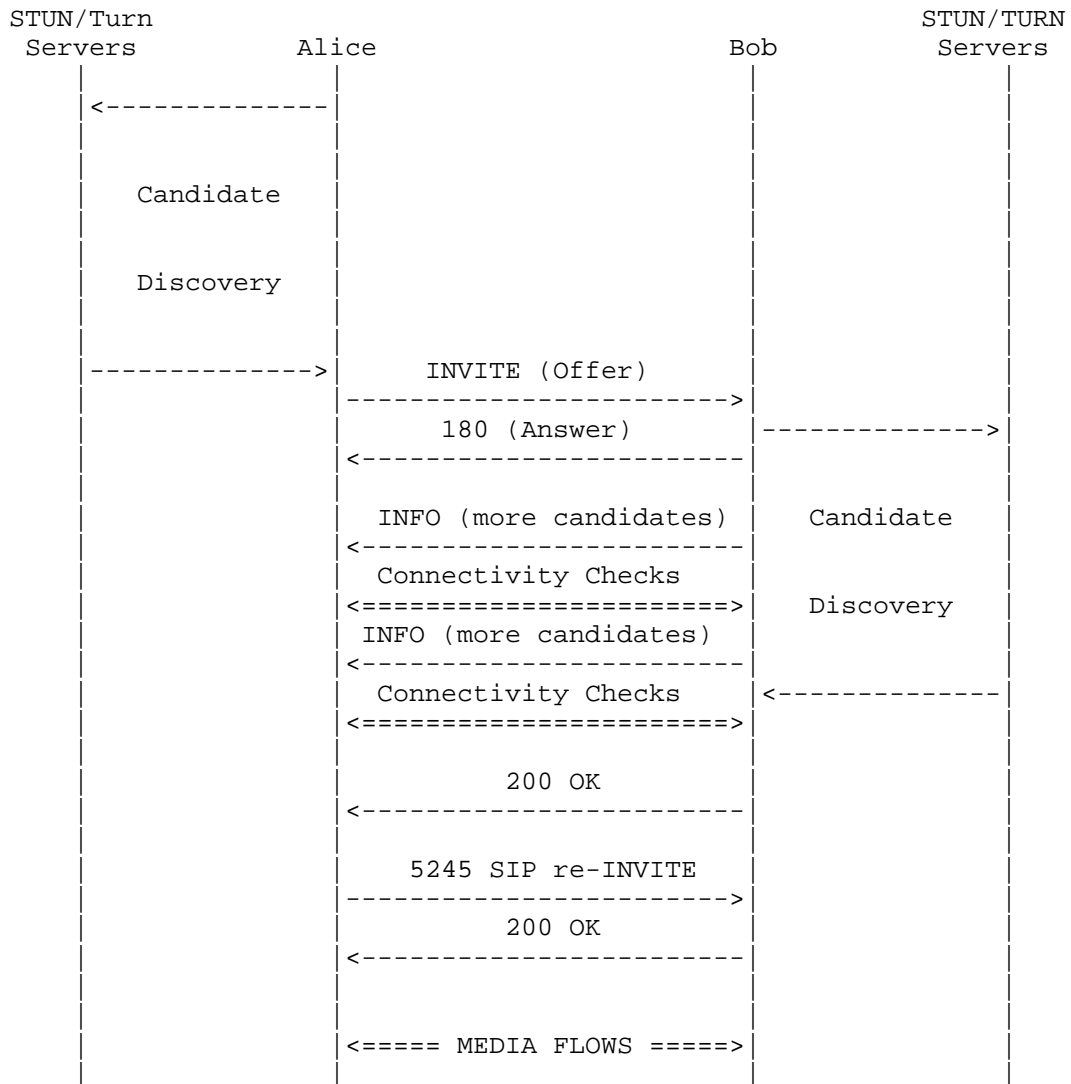 STUN/Turn STUN/TURN
Servers Alice Bob Servers
Candidate
Discovery
INVITE (Offer)
180 (Answer)
INFO (more candidates) Candidate
Connectivity Checks
Discovery
INFO (more candidates)
Connectivity Checks
200 OK
5245 SIP re-INVITE
200 OK
<===== MEDIA FLOWS =====>